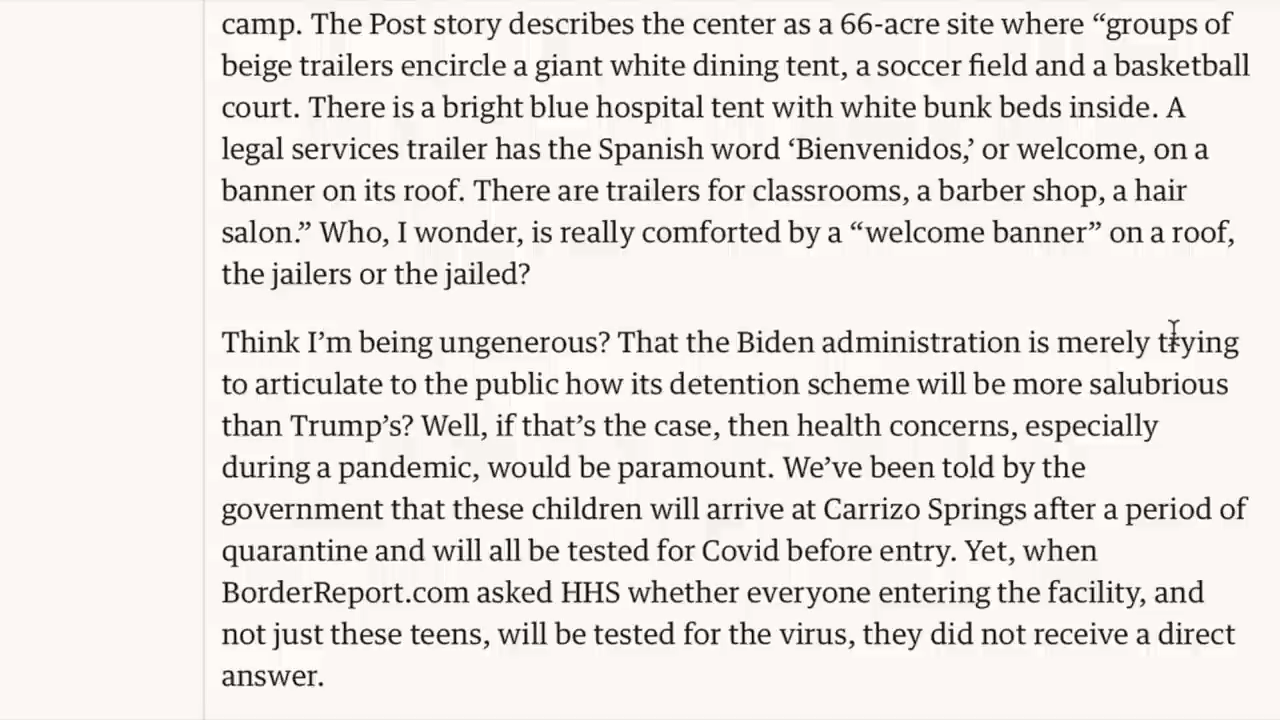 camp. The Post story describes the center as a 66-acre site where “groups of
beige trailers encircle a giant white dining tent, a soccer field and a basketball
court. There is a bright blue hospital tent with white bunk beds inside. A
legal services trailer has the Spanish word ‘Bienvenidos,’ or welcome, on a
banner on its roof. There are trailers for classrooms, a barber shop, a hair
salon.” Who, I wonder, is really comforted by a “welcome banner” on a roof,
the jailers or the jailed?
Think I’m being ungenerous? That the Biden administration is merely trying
to articulate to the public how its detention scheme will be more salubrious
than Trump’s? Well, if that’s the case, then health concerns, especially
during a pandemic, would be paramount. We’ve been told by the
government that these children will arrive at Carrizo Springs after a period of
quarantine and will all be tested for Covid before entry. Yet, when
BorderReport.com asked HHS whether everyone entering the facility, and
not just these teens, will be tested for the virus, they did not receive a direct
answer.